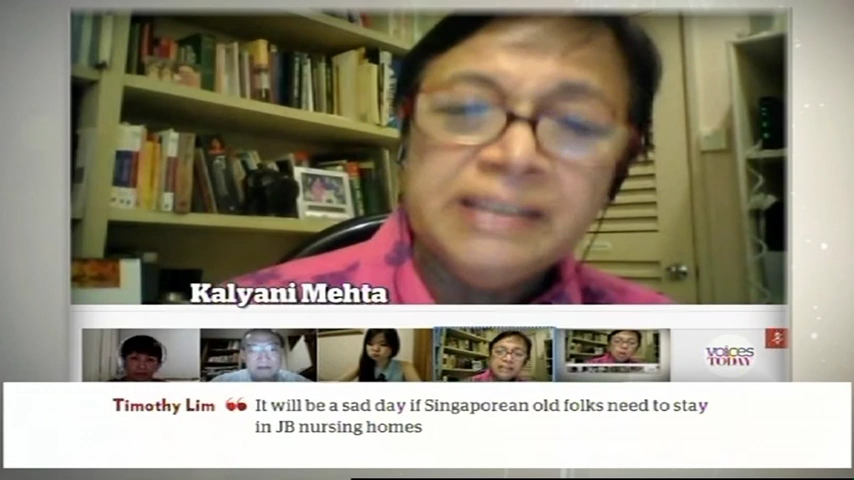 Kalyani Mehta
voices
TODAY
Timothy Lim It will be a sad day if Singaporean old folks need to stay
in JB nursing homes